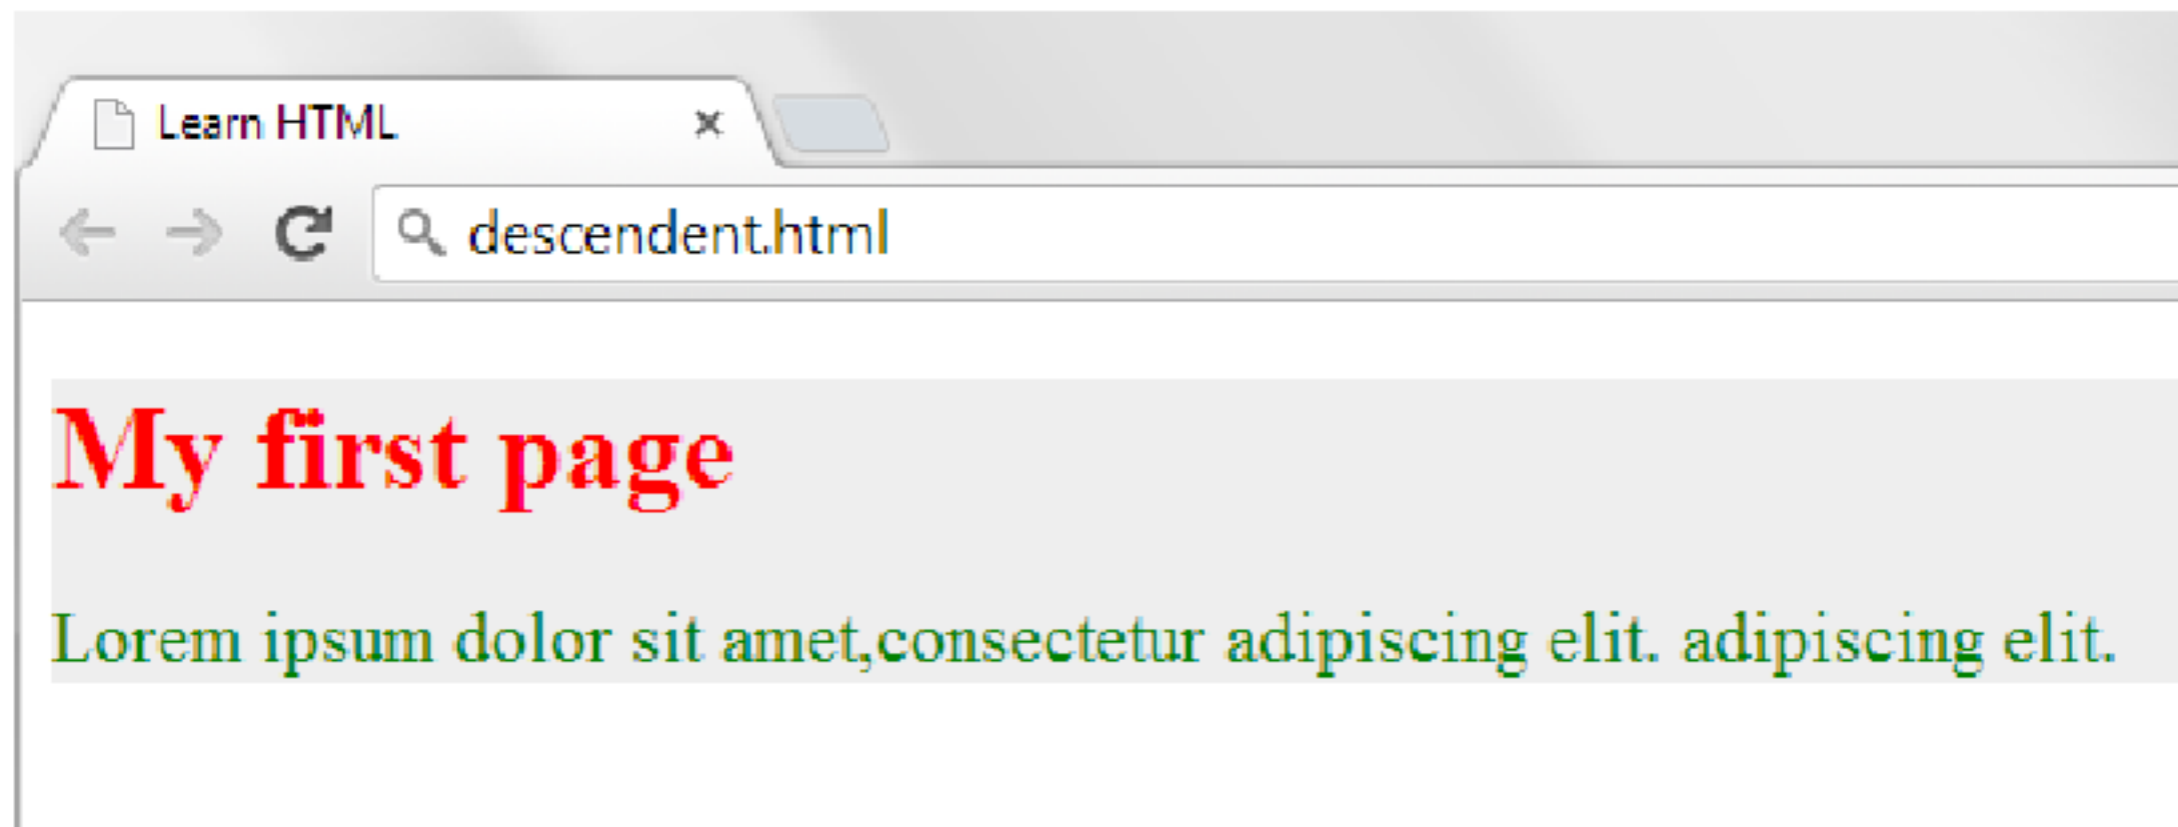 Learn HTML
descendent.html
My first page
Lorem ipsum dolor sit amet,consectetur adipiscing elit. adipiscing elit.